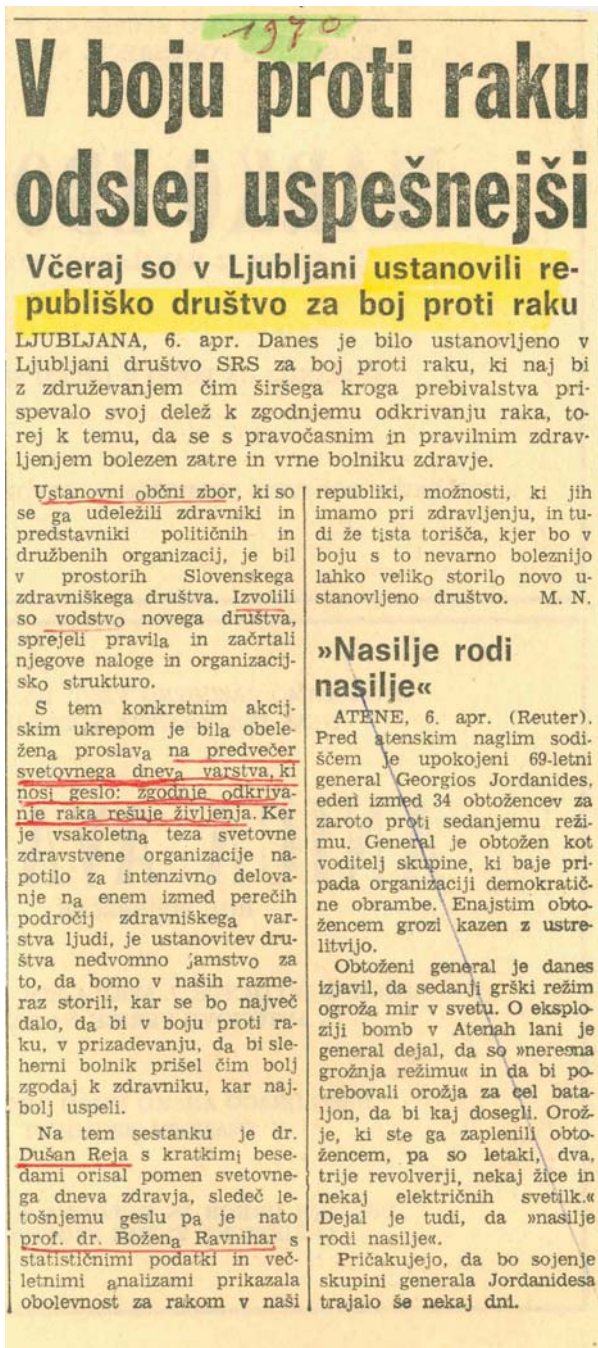 1970
V boju proti raku
odslej uspešnejši
Včeraj so v Ljubljani ustanovili re-
publiško društvo za boj proti raku
LJUBLJANA, 6. apr. Danes je bilo ustanovljeno v
Ljubljani društvo SRS za boj proti raku, ki naj bi
z združevanjem čim širšega kroga prebivalstva pri-
spevalo svoj delež k zgodnjemu odkrivanju raka, to-
rej k temu, da se s pravočasnim in pravilnim zdrav-
ljenjem bolezen zatre in vrne bolniku zdravje.
Ustanovni občni zbor, ki so
se ga udeležili zdravniki in
predstavniki političnih in
družbenih organizacij, je bil
v prostorih Slovenskega
zdravniškega društva. Izvolili
so vodstvo novega društva,
sprejeli pravila in začrtali
njegove naloge in organizacij-
sko strukturo.
S tem konkretnim akcij-
skim ukrepom je bila obele-
žena proslava na predvečer
svetovnega dneva varstva, ki
nosi geslo: zgodnje odkriva-
nje raka rešuje življenja. Ker
je vsakoletna teza svetovne
zdravstvene organizacije na-
potilo za intenzivno delova-
nje na enem izmed perečih
področij zdravniškega var-
stva ljudi, je ustanovitev dru-
štva nedvomno jamstvo za
to, da bomo v naših razme-
raz storili, kar se bo največ
dalo, da bi v boju proti ra-
ku, v prizadevanju, da bi sle-
herni bolnik prišel čim bolj
zgodaj k zdravniku, kar naj-
bolj uspeli.
Na tem sestanku je dr.
Dušan Reja s kratkimi bese-
dami orisal pomen svetovne-
ga dneva zdravja, sledeč le-
tošnjemu geslu pa je nato
prof. dr. Božena Ravnihar s
statističnimi podatki in več-
letnimi analizami prikazala
obolevnost za rakom v naši
republiki, možnosti, ki jih
imamo pri zdravljenju, in tu-
di že tista torišča, kjer bo v
boju s to nevarno boleznijo
lahko veliko storilo novo u-
stanovljeno društvo. M. N.
»Nasilje rodi
nasilje«
ATENE, 6. apr. (Reuter).
Pred atenskim naglim sodi-
ščem je upokojeni 69-letni
general Georgios Jordanides,
eden izmed 34 obtožencev za
zaroto proti sedanjemu reži-
mu. General je obtožen kot
voditelj skupine, ki baje pri-
pada organizaciji demokratič-
ne obrambe. Enajstim obto-
žencem grozi kazen z ustre-
litvijo.
Obtoženi general je danes
izjavil, da sedanji grški režim
ogroža mir v svetu. O eksplo-
ziji bomb v Atenah lani je
general dejal, da so »neresna
grožnja režimu« in da bi po-
trebovali orožja za cel bata-
ljon, da bi kaj dosegli. Orož-
je, ki ste ga zaplenili obto-
žencem, pa so letaki, dva,
trije revolverji, nekaj žice in
nekaj električnih svetilk.«
Dejal je tudi, da »nasilje
rodi nasilje«.
Pričakujejo, da bo sojenje
skupini generala Jordanidesa
trajalo še nekaj dni.